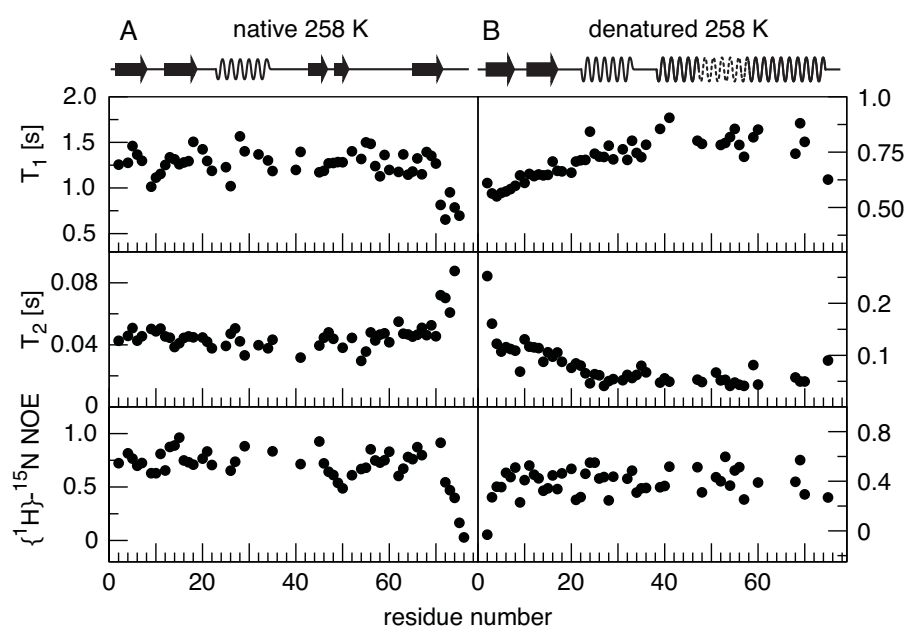 A native 258 K B denatured 258 K
2.0 1.0
T1 [s] 1.5 0.75
1.0
0.5 0.50
T2 [s] 0.08 0.2
0.04 0.1
0
{1H}-15N NOE 1.0 0.8
0.5 0.4
0 0
0 20 40 60 0 20 40 60
residue number